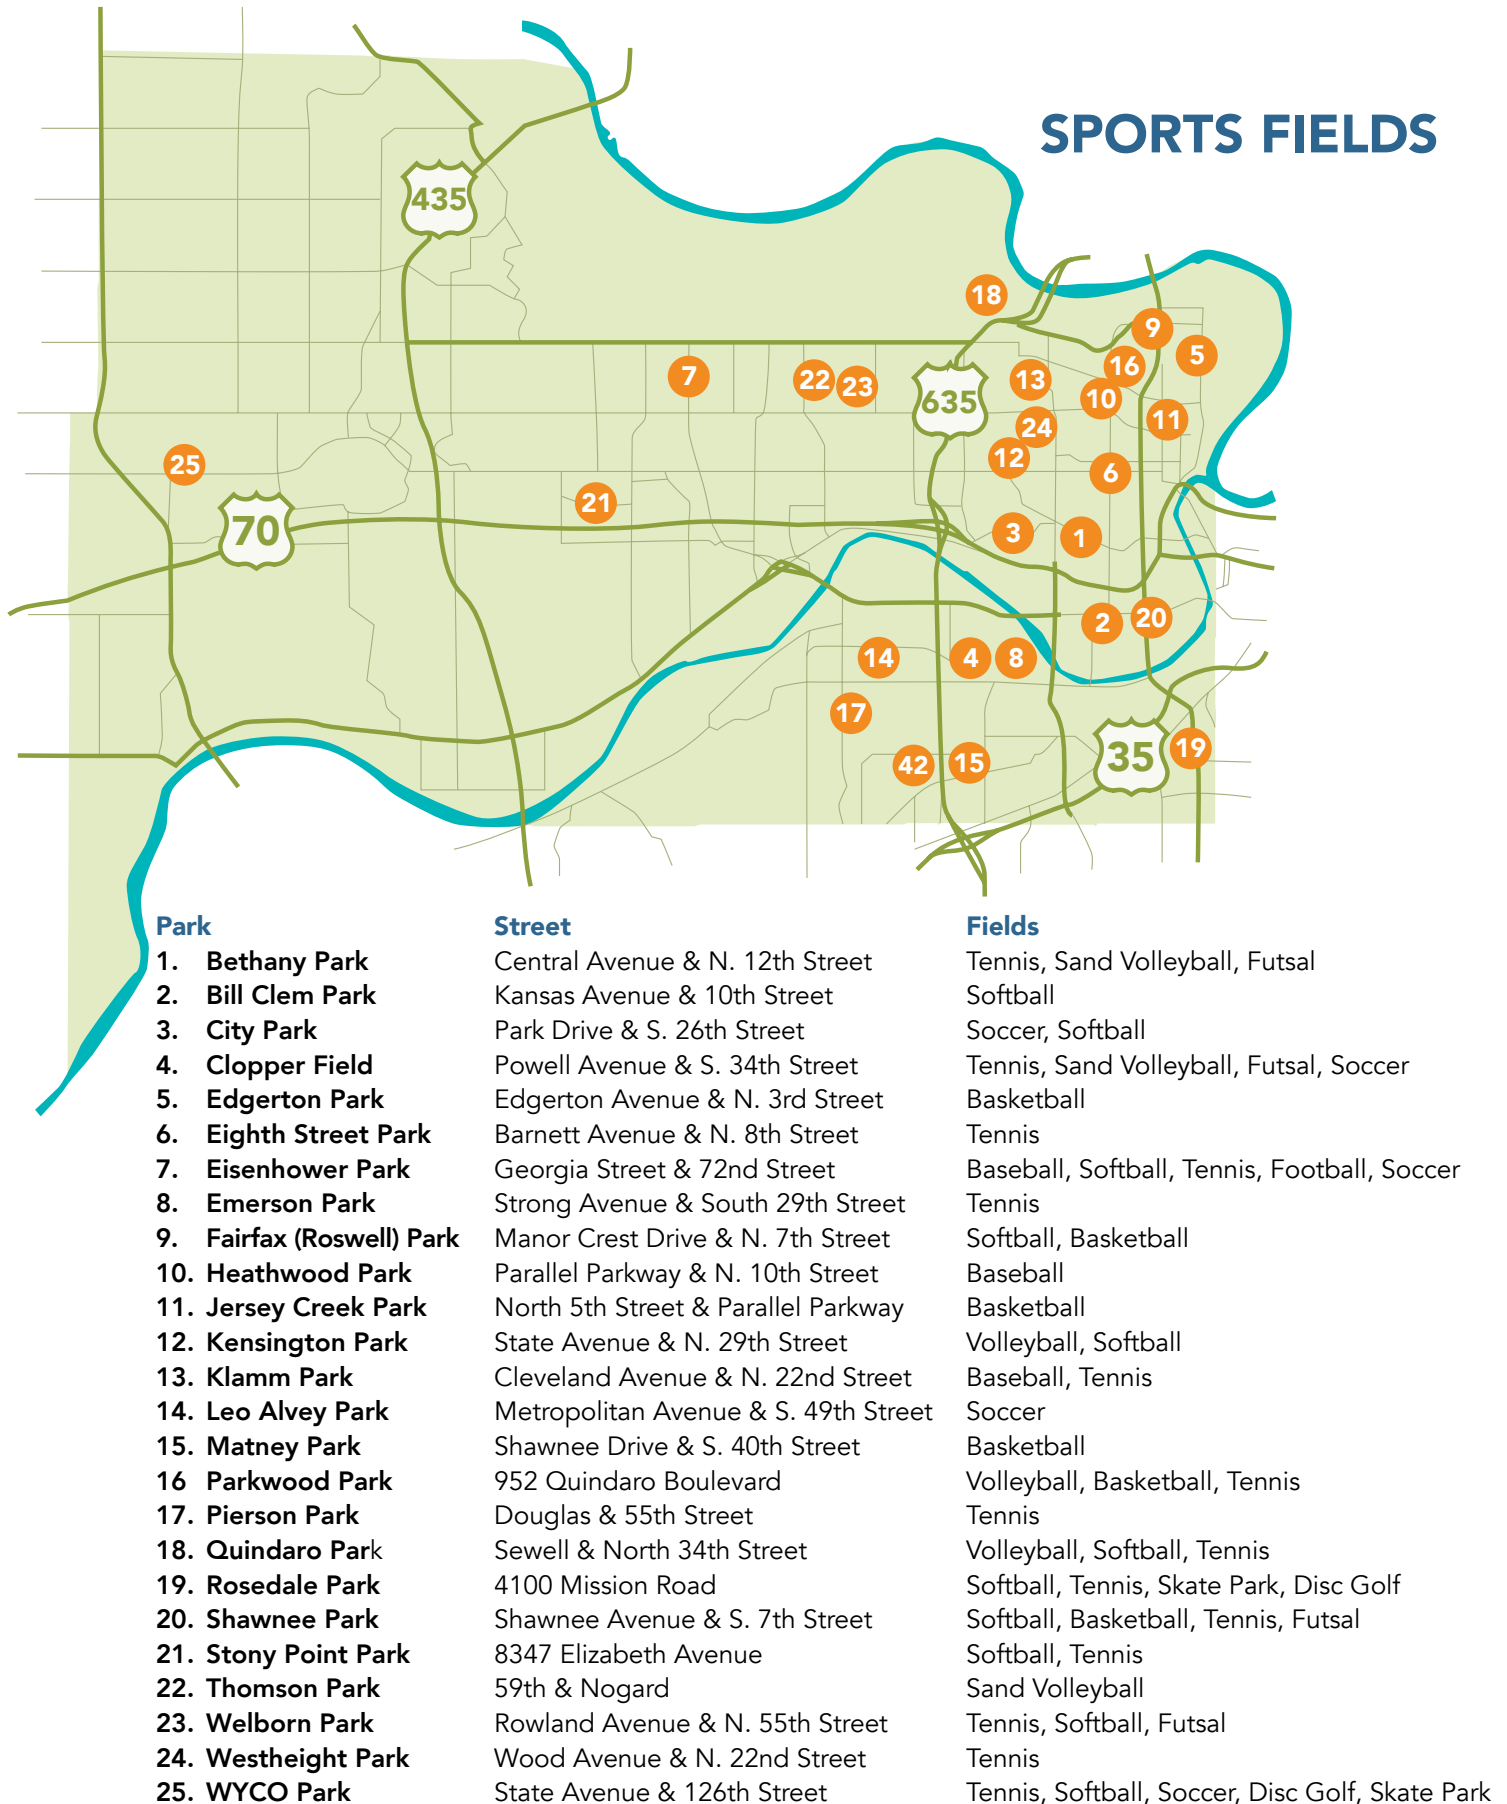 SPORTS FIELDS
435
18
9
16
5
7
22
23
635
13
10
11
24
12
6
25
21
70
3
1
2
20
14
4
8
17
42
15
35
19
Park Street Fields
1. Bethany Park Central Avenue & N. 12th Street Tennis, Sand Volleyball, Futsal
2. Bill Clem Park Kansas Avenue & 10th Street Softball
3. City Park Park Drive & S. 26th Street Soccer, Softball
4. Clopper Field Powell Avenue & S. 34th Street Tennis, Sand Volleyball, Futsal, Soccer
5. Edgerton Park Edgerton Avenue & N. 3rd Street Basketball
6. Eighth Street Park Barnett Avenue & N. 8th Street Tennis
7. Eisenhower Park Georgia Street & 72nd Street Baseball, Softball, Tennis, Football, Soccer
8. Emerson Park Strong Avenue & South 29th Street Tennis
9. Fairfax (Roswell) Park Manor Crest Drive & N. 7th Street Softball, Basketball
10. Heathwood Park Parallel Parkway & N. 10th Street Baseball
11. Jersey Creek Park North 5th Street & Parallel Parkway Basketball
12. Kensington Park State Avenue & N. 29th Street Volleyball, Softball
13. Klamm Park Cleveland Avenue & N. 22nd Street Baseball, Tennis
14. Leo Alvey Park Metropolitan Avenue & S. 49th Street Soccer
15. Matney Park Shawnee Drive & S. 40th Street Basketball
16 Parkwood Park 952 Quindaro Boulevard Volleyball, Basketball, Tennis
17. Pierson Park Douglas & 55th Street Tennis
18. Quindaro Park Sewell & North 34th Street Volleyball, Softball, Tennis
19. Rosedale Park 4100 Mission Road Softball, Tennis, Skate Park, Disc Golf
20. Shawnee Park Shawnee Avenue & S. 7th Street Softball, Basketball, Tennis, Futsal
21. Stony Point Park 8347 Elizabeth Avenue Softball, Tennis
22. Thomson Park 59th & Nogard Sand Volleyball
23. Welborn Park Rowland Avenue & N. 55th Street Tennis, Softball, Futsal
24. Westheight Park Wood Avenue & N. 22nd Street Tennis
25. WYCO Park State Avenue & 126th Street Tennis, Softball, Soccer, Disc Golf, Skate Park